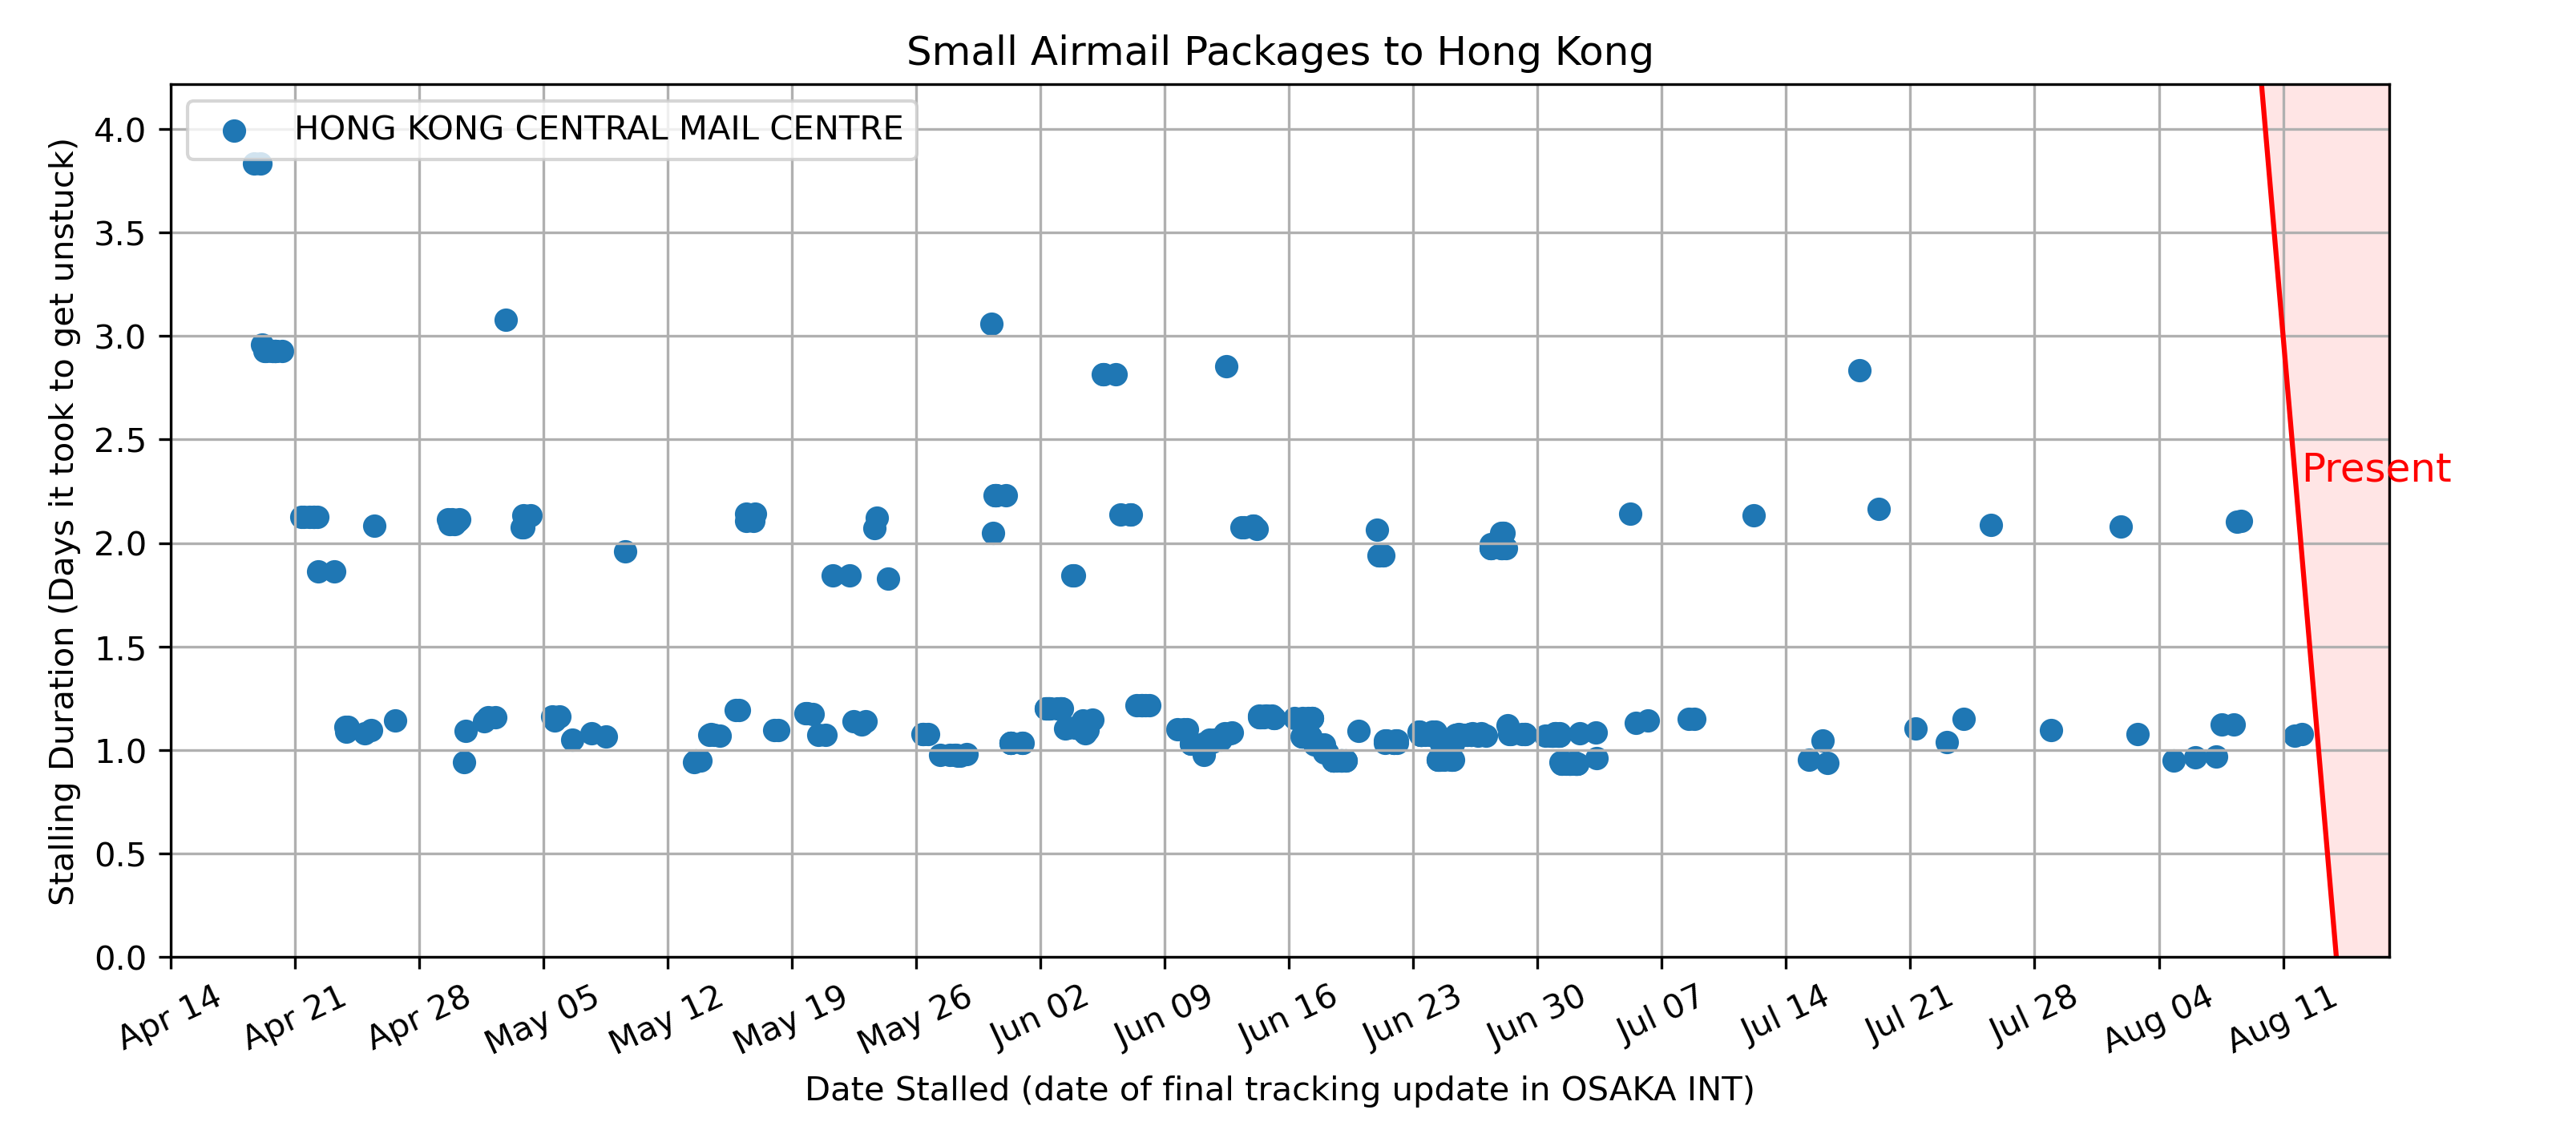 Small Airmail Packages to Hong Kong
HONG KONG CENTRAL MAIL CENTRE
Stalling Duration (Days it took to get unstuck)
4.0
3.5
3.0
2.5
2.0
1.5
1.0
0.5
0.0
Present
Apr 14
Apr 21
Apr 28
May 05
May 12
May 19
May 26
Jun 02
Jun 09
Jun 16
Jun 23
Jun 30
Jul 07
Jul 14
Jul 21
Jul 28
Aug 04
Aug 11
Date Stalled (date of final tracking update in OSAKA INT)